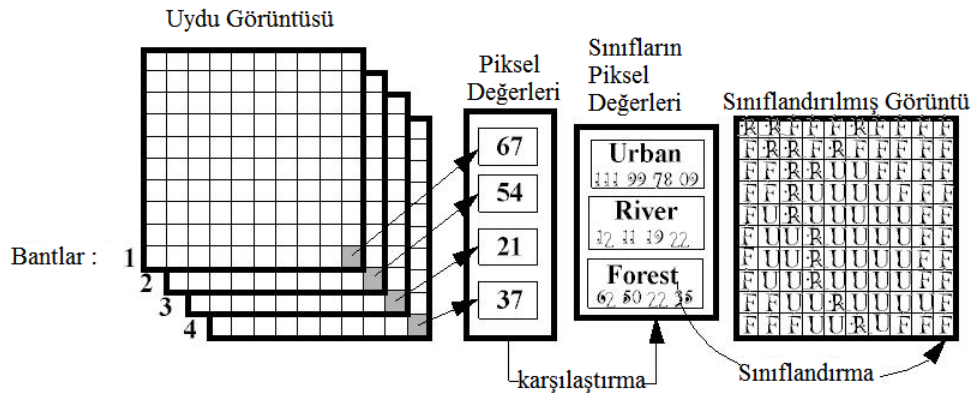 Uydu Görüntüsü
Piksel
Değerleri
Sınıfların
Piksel
Değerleri
Sınıflandırılmış Görüntü
67
54
21
37
Urban
111 99 78 09
River
12 11 19 22
Forest
62 50 22 35
R R F F F R F F F F
F R R F R F F F F F
F F R R U U F F F F
F F R U U U U F F F
F U R U U U U U F F
F U U R U U U U F F
F U U R U U U F F F
F U U R U U U U F F
F F U U R U U U U F
F F F U U R U F F F
Bantlar : 1
2
3
4
karşılaştırma
Sınıflandırma